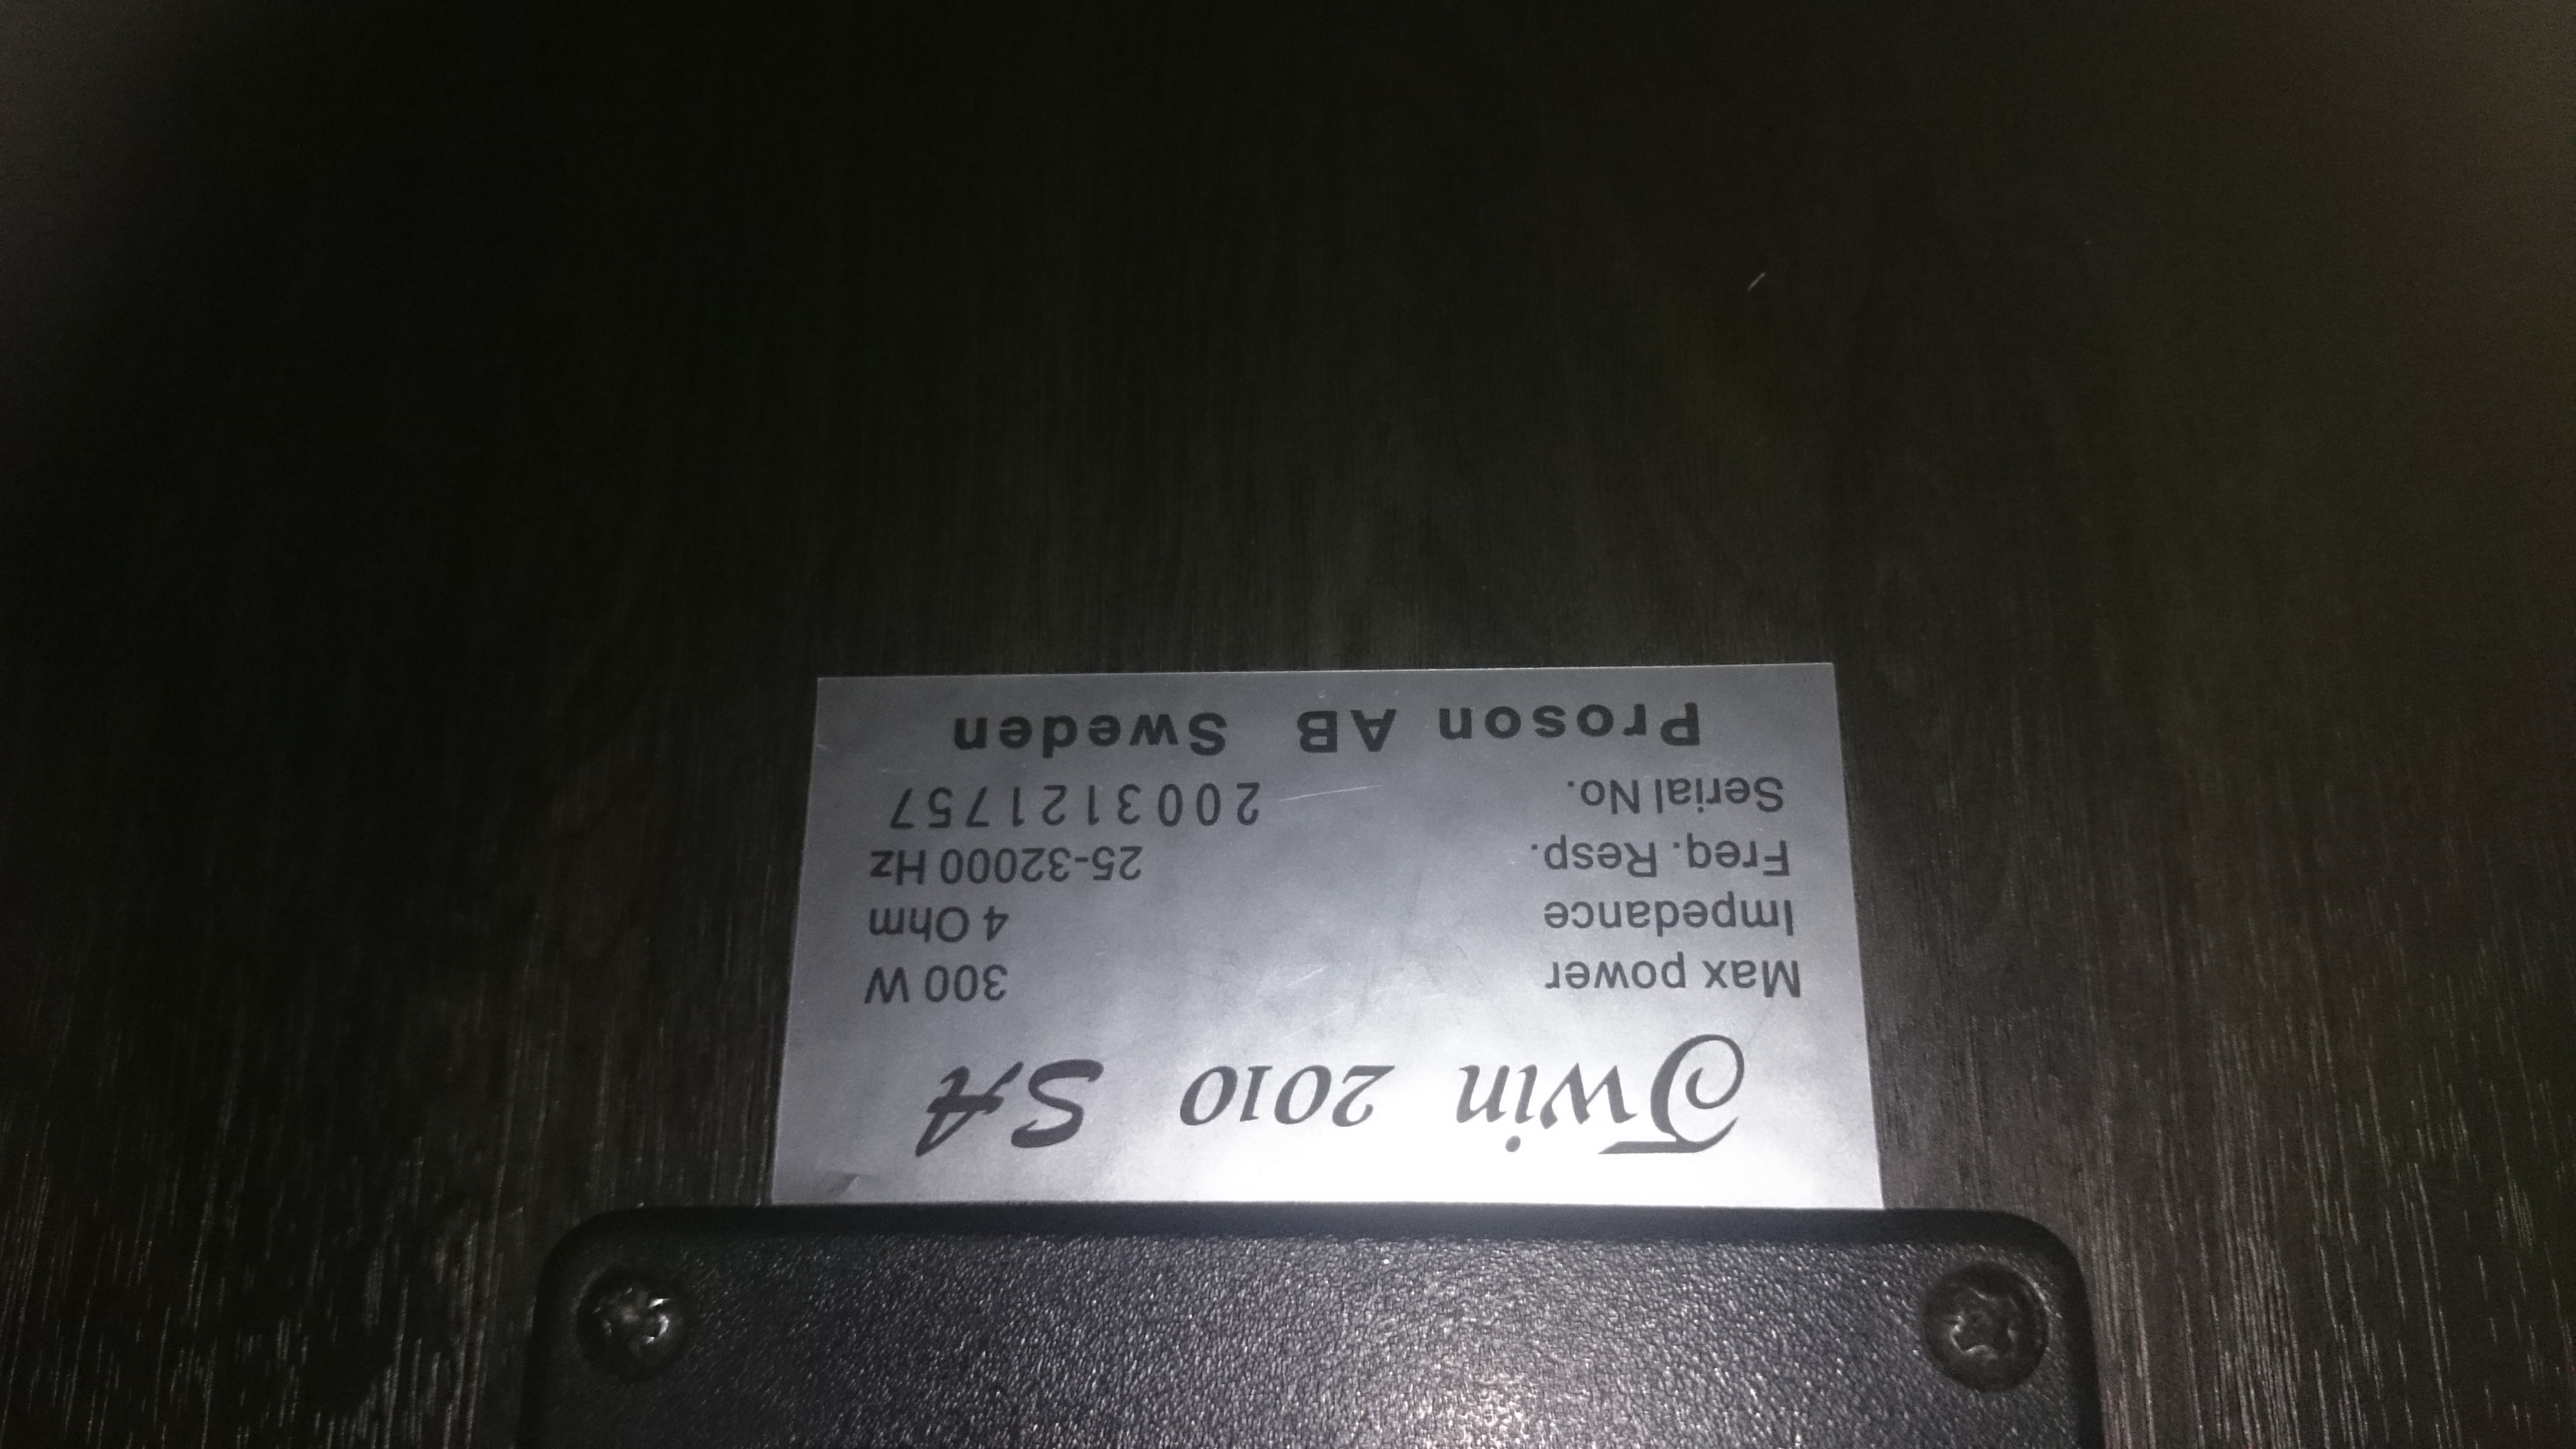 Twin 2010 SA
Max power 300 W
Impedance 4 Ohm
Freq. Resp. 25-32000 Hz
Serial No. 2003121757
Proson AB Sweden